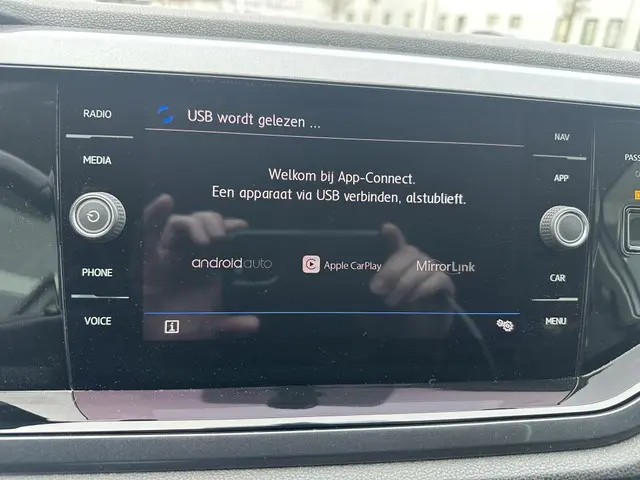 RADIO
MEDIA
PHONE
VOICE
USB wordt gelezen ...
Welkom bij App-Connect.
Een apparaat via USB verbinden, alstublieft.
androidauto
Apple CarPlay
MirrorLink
NAV
APP
CAR
MENU
PASS